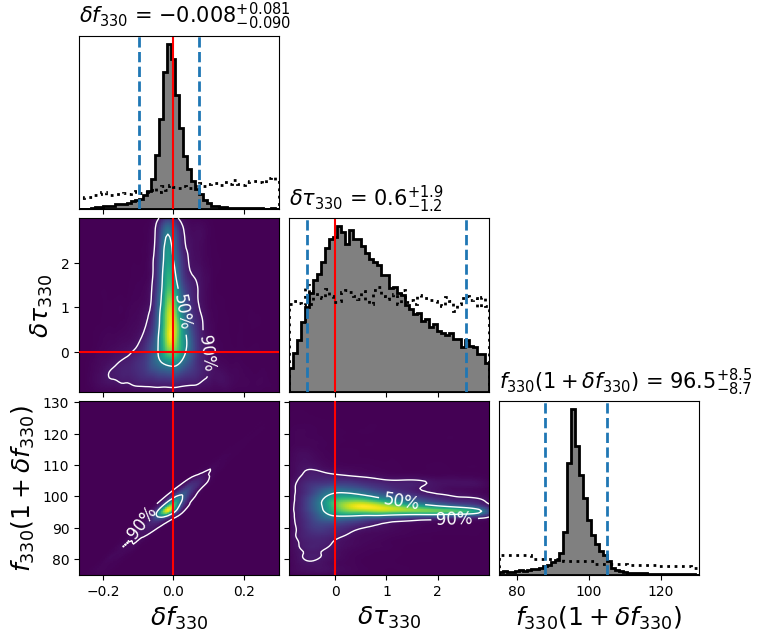 δf₃₃₀ = −0.008⁺⁰·⁰⁸¹₋₀.₀₉₀
δτ₃₃₀ = 0.6⁺¹·⁹₋₁.₂
2
1
0
δτ₃₃₀
50%
90%
f₃₃₀(1 + δf₃₃₀) = 96.5⁺⁸·⁵₋₈.₇
130
120
110
100
90
80
f₃₃₀(1 + δf₃₃₀)
90%
50%
90%
−0.2 0.0 0.2
0 1 2
80 100 120
δf₃₃₀
δτ₃₃₀
f₃₃₀(1 + δf₃₃₀)